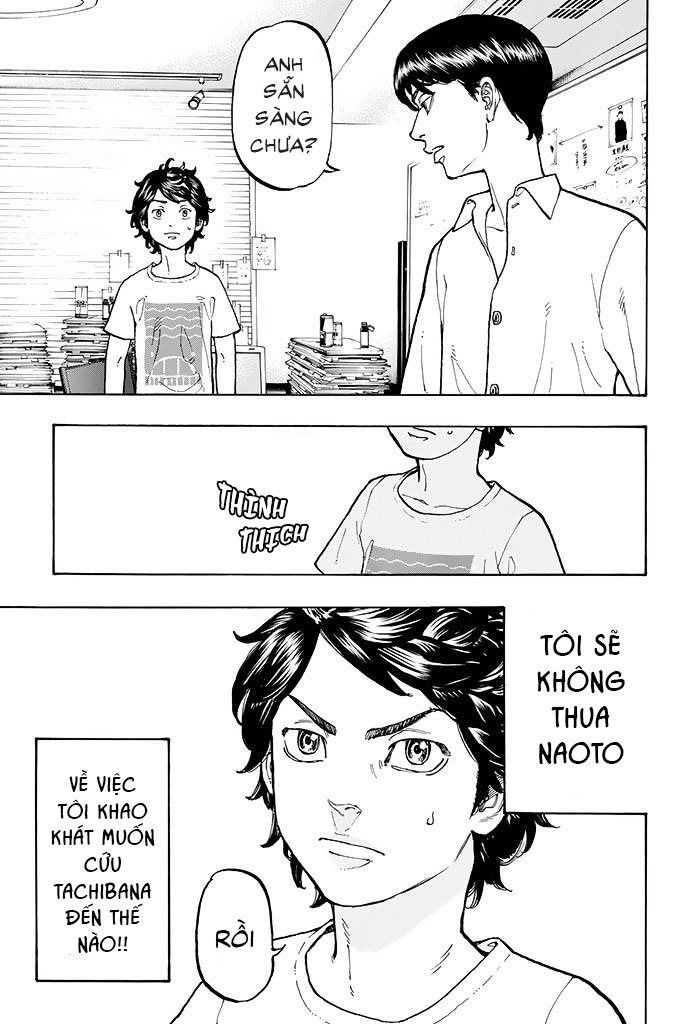 ANH
SẴN
SÀNG
CHƯA?
THÌNH
THỊCH
TÔI SẼ
KHÔNG
THUA
NAOTO
VỀ VIỆC
TÔI KHAO
KHÁT MUỐN
CỨU
TACHIBANA
ĐẾN THẾ
NÀO!!
RỒI